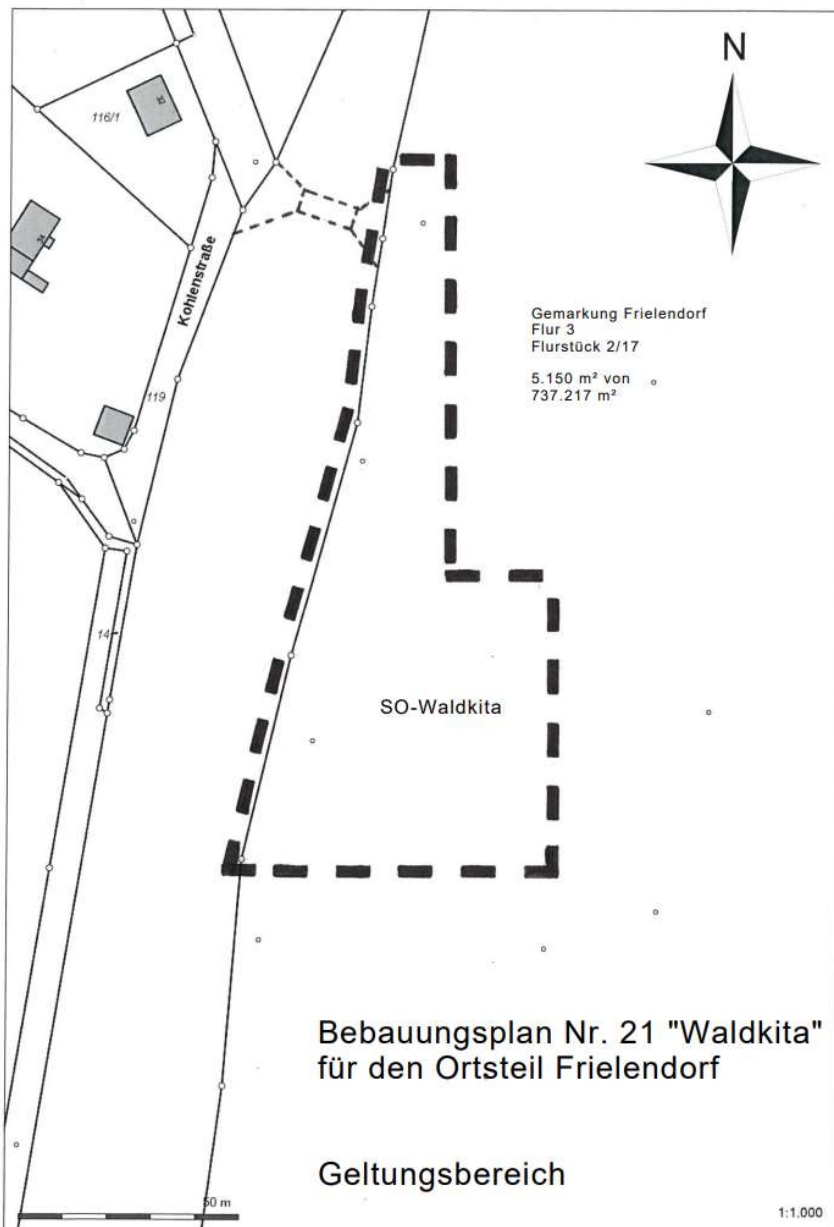 N
116/1
Kohlenstraße
Gemarkung Frielendorf
Flur 3
Flurstück 2/17
5.150 m² von
737.217 m²
119
14
SO-Waldkita
Bebauungsplan Nr. 21 "Waldkita"
für den Ortsteil Frielendorf
Geltungsbereich
50 m
1:1.000